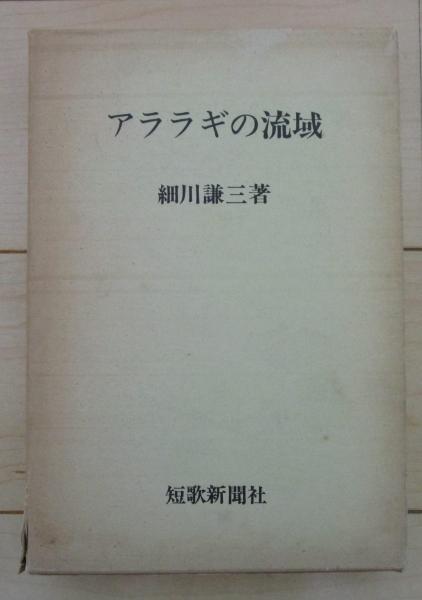 アララギの流域
細川謙三著
短歌新聞社